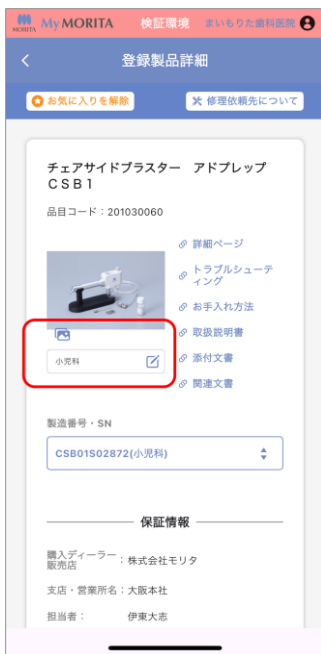 MORITA My MORITA 検証環境 まいもりた歯科医院
登録製品詳細
お気に入りを解除 修理依頼先について
チェアサイドブラスター　アドプレップ
ＣＳＢ１
品目コード：201030060
詳細ページ
トラブルシューテ
ィング
お手入れ方法
取扱説明書
小児科
添付文書
関連文書
製造番号・SN
CSB01S02872(小児科)
保証情報
購入ディーラー
販売店
：株式会社モリタ
支店・営業所名：大阪本社
担当者：　伊東大志